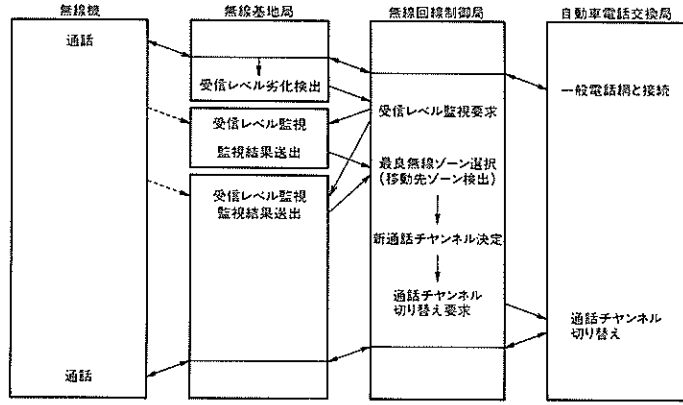 無線機
無線基地局
無線回線制御局
自動車電話交換局
通話
受信レベル劣化検出
一般電話網と接続
受信レベル監視要求
受信レベル監視
監視結果送出
最良無線ゾーン選択
(移動先ゾーン検出)
受信レベル監視
監視結果送出
新通話チヤンネル決定
通話チヤンネル
切り替え要求
通話チヤンネル
切り替え
通話